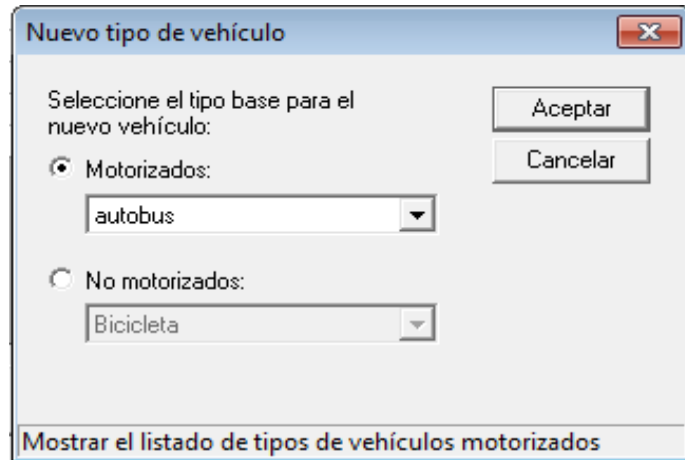 Nuevo tipo de vehículo
Seleccione el tipo base para el
nuevo vehículo:
Aceptar
Cancelar
Motorizados:
autobus
No motorizados:
Bicicleta
Mostrar el listado de tipos de vehículos motorizados